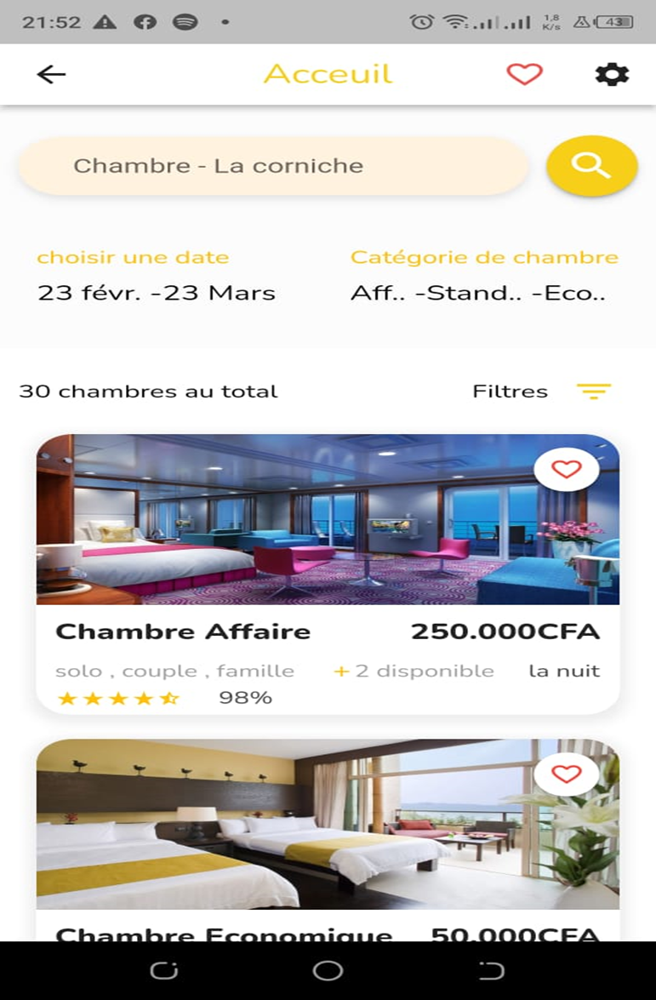 21:52
1,8
K/s
43
Acceuil
Chambre - La corniche
choisir une date
Catégorie de chambre
23 févr. -23 Mars
Aff.. -Stand.. -Eco..
30 chambres au total
Filtres
Chambre Affaire
250.000CFA
solo , couple , famille
+ 2 disponible
la nuit
98%
Chambre Economique
50.000CFA